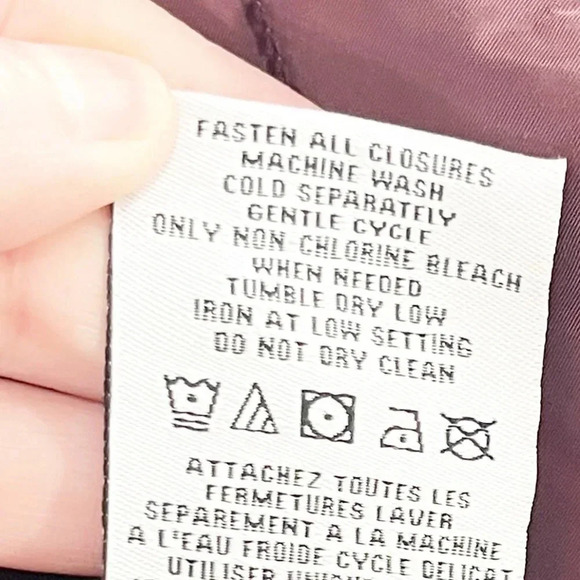 FASTEN ALL CLOSURES
MACHINE WASH
COLD SEPARATELY
GENTLE CYCLE
ONLY NON-CHLORINE BLEACH
WHEN NEEDED
TUMBLE DRY LOW
IRON AT LOW SETTING
DO NOT DRY CLEAN
ATTACHEZ TOUTES LES
FERMETURES LAVER
SEPAREMENT A LA MACHINE
A L'EAU FROIDE CYCLE DELICAT
UTILISER